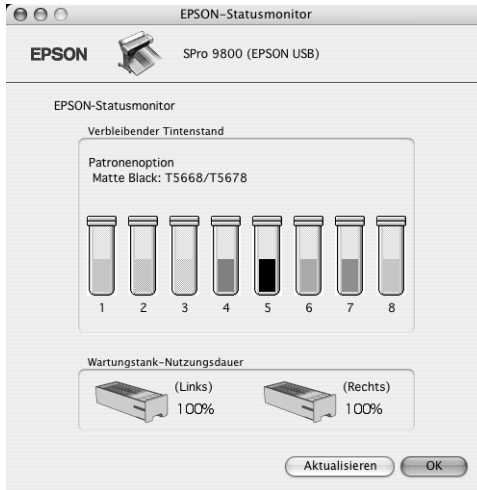 EPSON-Statusmonitor
EPSON
SPro 9800 (EPSON USB)
EPSON-Statusmonitor
Verbleibender Tintenstand
Patronenoption
Matte Black: T5668/T5678
1 2 3 4 5 6 7 8
Wartungstank-Nutzungsdauer
(Links) (Rechts)
100% 100%
Aktualisieren OK